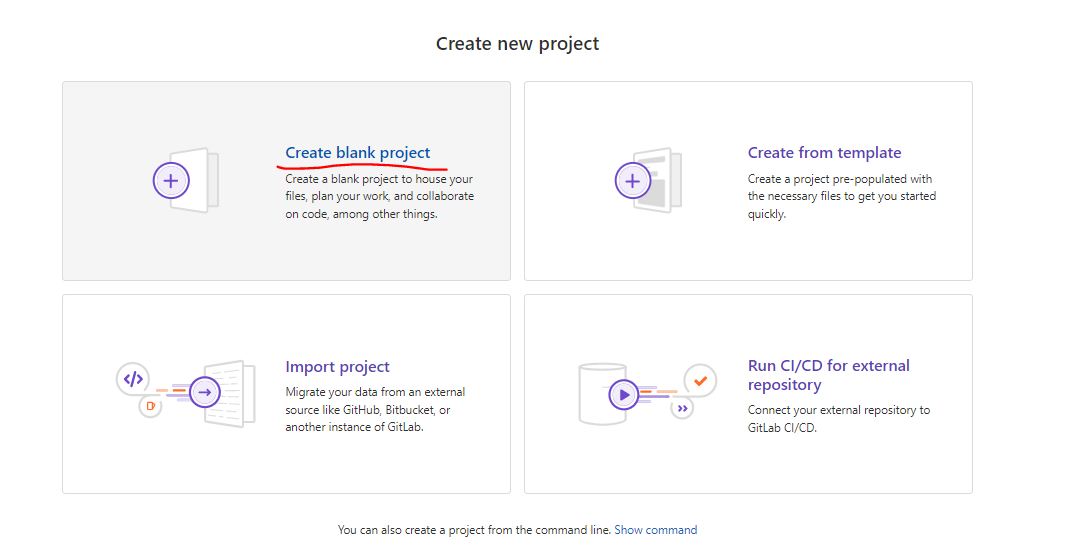 Create new project
Create blank project
Create a blank project to house your
files, plan your work, and collaborate
on code, among other things.
Create from template
Create a project pre-populated with
the necessary files to get you started
quickly.
Import project
Migrate your data from an external
source like GitHub, Bitbucket, or
another instance of GitLab.
Run CI/CD for external
repository
Connect your external repository to
GitLab CI/CD.
You can also create a project from the command line. Show command